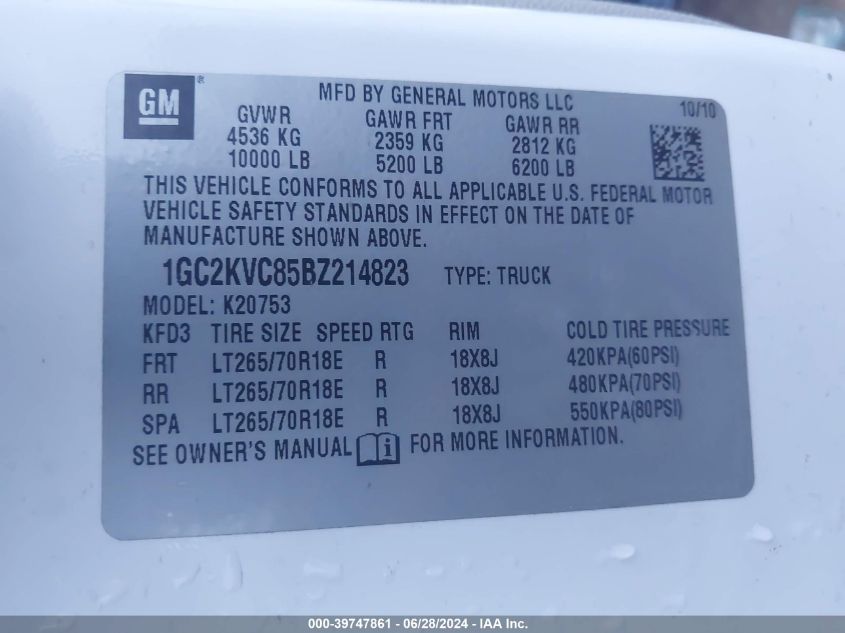 GM ®
MFD BY GENERAL MOTORS LLC
10/10
GVWR GAWR FRT GAWR RR
4536 KG 2359 KG 2812 KG
10000 LB 5200 LB 6200 LB
THIS VEHICLE CONFORMS TO ALL APPLICABLE U.S. FEDERAL MOTOR
VEHICLE SAFETY STANDARDS IN EFFECT ON THE DATE OF
MANUFACTURE SHOWN ABOVE.
1GC2KVC85BZ214823 TYPE: TRUCK
MODEL: K20753
KFD3 TIRE SIZE SPEED RTG RIM COLD TIRE PRESSURE
FRT LT265/70R18E R 18X8J 420KPA(60PSI)
RR LT265/70R18E R 18X8J 480KPA(70PSI)
SPA LT265/70R18E R 18X8J 550KPA(80PSI)
SEE OWNER'S MANUAL i FOR MORE INFORMATION.
000-39747861 - 06/28/2024 - IAA Inc.